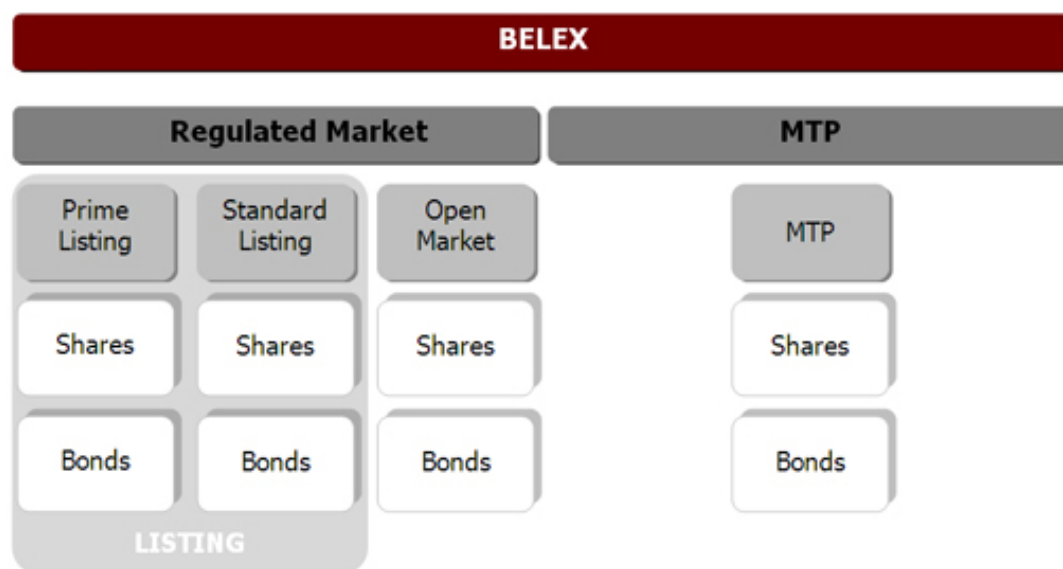 BELEX
Regulated Market
MTP
Prime
Listing
Standard
Listing
Open
Market
MTP
Shares
Shares
Shares
Shares
Bonds
Bonds
Bonds
Bonds
LISTING